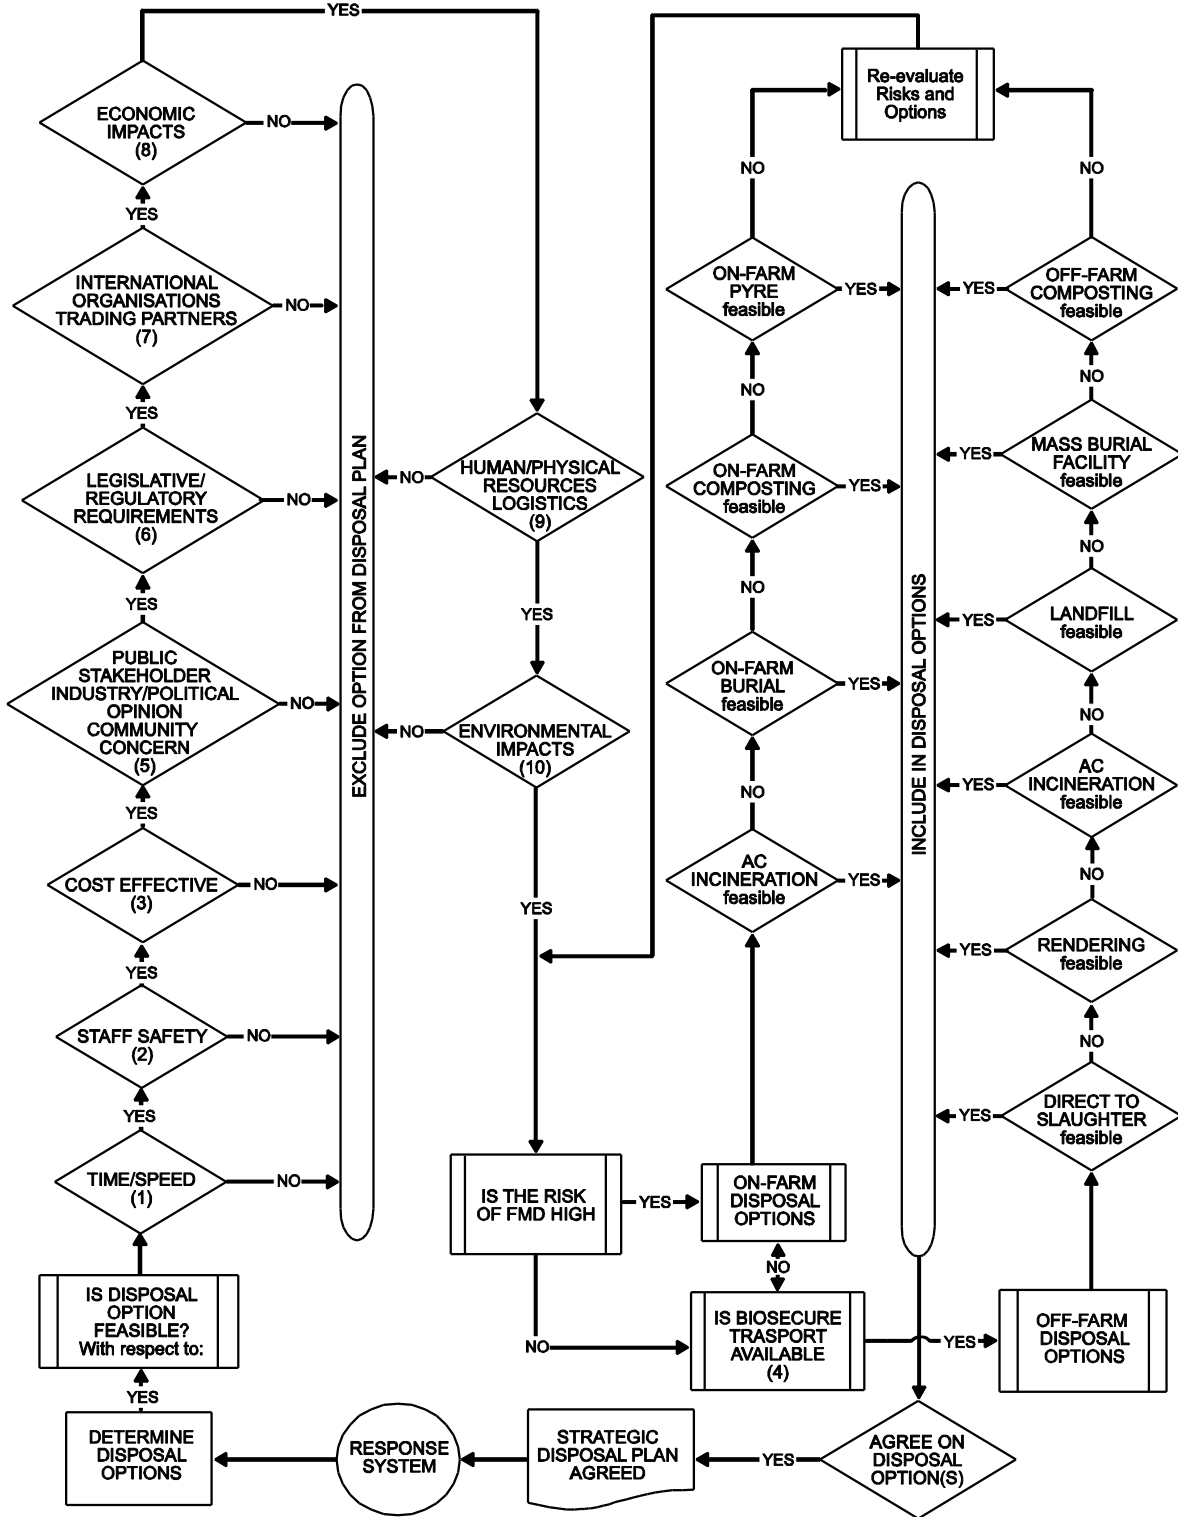 YES
ECONOMIC
IMPACTS
(8)
NO
YES
INTERNATIONAL
ORGANISATIONS
TRADING PARTNERS
(7)
NO
YES
LEGISLATIVE/
REGULATORY
REQUIREMENTS
(6)
NO
YES
PUBLIC
STAKEHOLDER
INDUSTRY/POLITICAL
OPINION
COMMUNITY
CONCERN
(5)
NO
YES
COST EFFECTIVE
(3)
NO
YES
STAFF SAFETY
(2)
NO
YES
TIME/SPEED
(1)
NO
IS DISPOSAL
OPTION
FEASIBLE?
With respect to:
YES
DETERMINE
DISPOSAL
OPTIONS
EXCLUDE OPTION FROM DISPOSAL PLAN
HUMAN/PHYSICAL
RESOURCES
LOGISTICS
(9)
NO
YES
ENVIRONMENTAL
IMPACTS
(10)
NO
YES
IS THE RISK
OF FMD HIGH
YES
NO
Re-evaluate
Risks and
Options
NO
ON-FARM
PYRE
feasible
YES
NO
ON-FARM
COMPOSTING
feasible
YES
NO
ON-FARM
BURIAL
feasible
YES
NO
AC
INCINERATION
feasible
YES
ON-FARM
DISPOSAL
OPTIONS
NO
IS BIOSECURE
TRASPORT
AVAILABLE
(4)
YES
INCLUDE IN DISPOSAL OPTIONS
NO
OFF-FARM
COMPOSTING
feasible
YES
NO
MASS BURIAL
FACILITY
feasible
YES
NO
LANDFILL
feasible
YES
NO
AC
INCINERATION
feasible
YES
NO
RENDERING
feasible
YES
NO
DIRECT TO
SLAUGHTER
feasible
YES
OFF-FARM
DISPOSAL
OPTIONS
AGREE ON
DISPOSAL
OPTION(S)
YES
STRATEGIC
DISPOSAL PLAN
AGREED
RESPONSE
SYSTEM